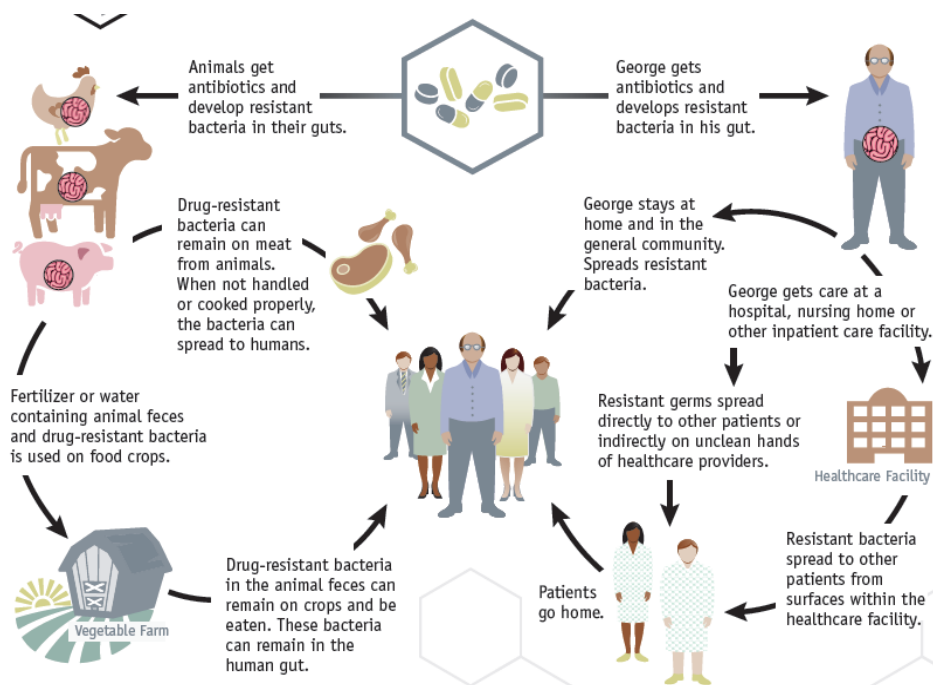 Animals get
antibiotics and
develop resistant
bacteria in their guts.
George gets
antibiotics and
develops resistant
bacteria in his gut.
Drug-resistant
bacteria can
remain on meat
from animals.
When not handled
or cooked properly,
the bacteria can
spread to humans.
George stays at
home and in the
general community.
Spreads resistant
bacteria.
George gets care at a
hospital, nursing home or
other inpatient care facility.
Fertilizer or water
containing animal feces
and drug-resistant bacteria
is used on food crops.
Resistant germs spread
directly to other patients or
indirectly on unclean hands
of healthcare providers.
Healthcare Facility
Vegetable Farm
Drug-resistant bacteria
in the animal feces can
remain on crops and be
eaten. These bacteria
can remain in the
human gut.
Patients
go home.
Resistant bacteria
spread to other
patients from
surfaces within the
healthcare facility.